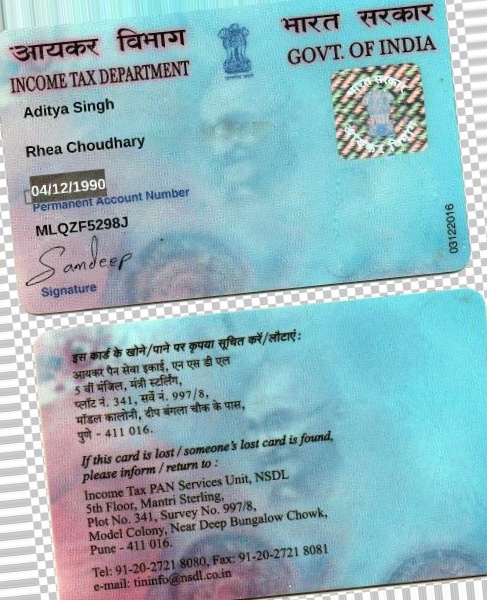 आयकर विभाग
भारत सरकार
INCOME TAX DEPARTMENT
GOVT. OF INDIA
Aditya Singh
Rhea Choudhary
04/12/1990
Permanent Account Number
MLQZF5298J
Samdeep
Signature
03122016
इस कार्ड के खोने/पाने पर कृपया सूचित करें/लौटाएं:
आयकर पैन सेवा इकाई, एन एस डी एल
5 वीं मंजिल, मंत्री स्टर्लिंग,
प्लॉट नं. 341, सर्वे नं. 997/8,
मॉडल कालोनी, दीप बंगला चौक के पास,
पुणे - 411 016.
If this card is lost / someone's lost card is found,
please inform / return to :
Income Tax PAN Services Unit, NSDL
5th Floor, Mantri Sterling,
Plot No. 341, Survey No. 997/8,
Model Colony, Near Deep Bungalow Chowk,
Pune - 411 016.
Tel: 91-20-2721 8080, Fax: 91-20-2721 8081
e-mail: tininfo@nsdl.co.in